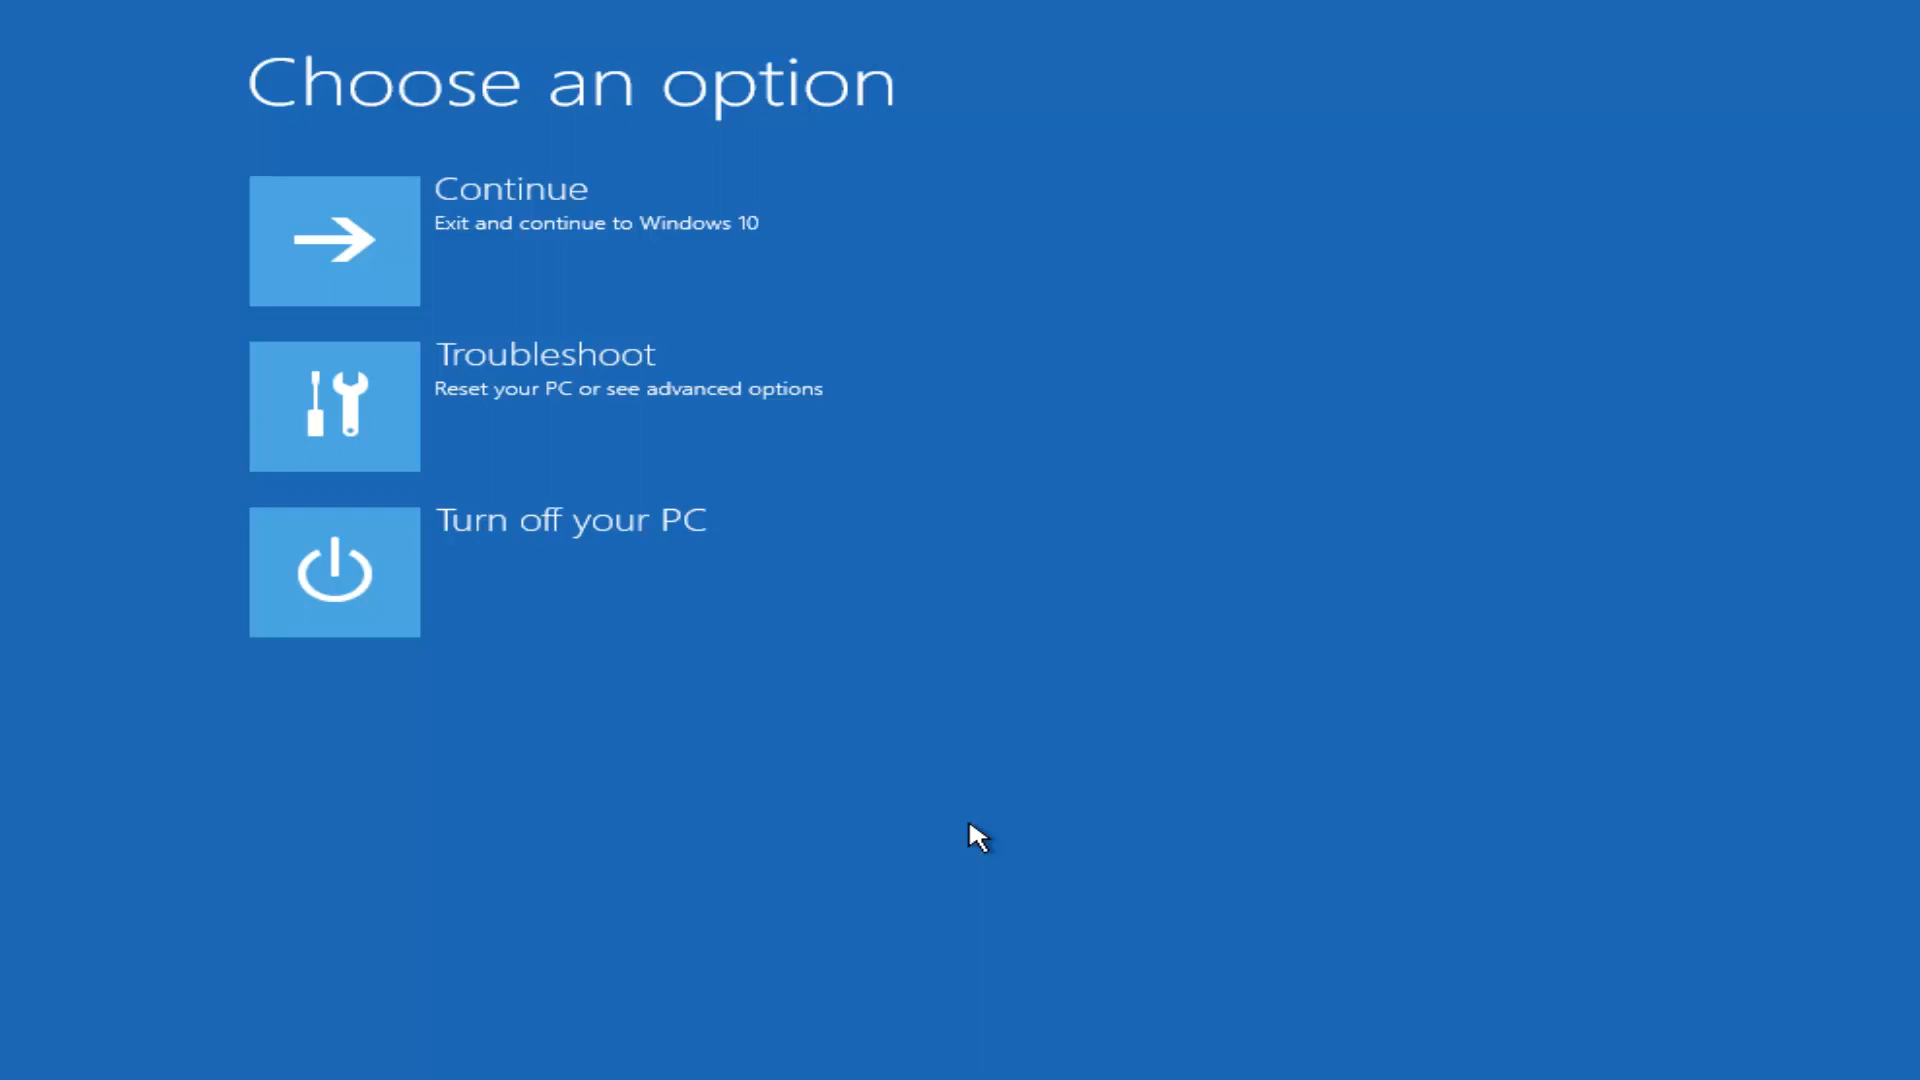 Choose an option
Continue
Exit and continue to Windows 10
Troubleshoot
Reset your PC or see advanced options
Turn off your PC